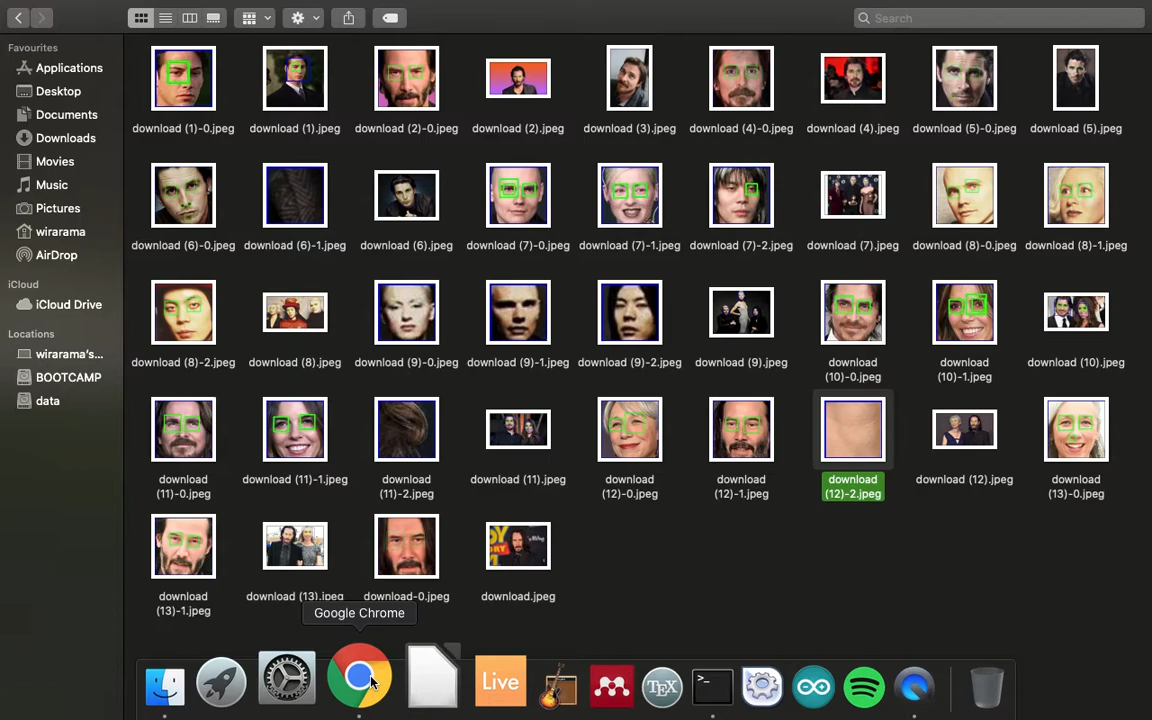 Search
Favourites
Applications
Desktop
Documents
Downloads
Movies
Music
Pictures
wirarama
AirDrop
iCloud
iCloud Drive
Locations
wirarama's...
BOOTCAMP
data
download (1)-0.jpeg
download (1).jpeg
download (2)-0.jpeg
download (2).jpeg
download (3).jpeg
download (4)-0.jpeg
download (4).jpeg
download (5)-0.jpeg
download (5).jpeg
download (6)-0.jpeg
download (6)-1.jpeg
download (6).jpeg
download (7)-0.jpeg
download (7)-1.jpeg
download (7)-2.jpeg
download (7).jpeg
download (8)-0.jpeg
download (8)-1.jpeg
download (8)-2.jpeg
download (8).jpeg
download (9)-0.jpeg
download (9)-1.jpeg
download (9)-2.jpeg
download (9).jpeg
download
(10)-0.jpeg
download
(10)-1.jpeg
download (10).jpeg
download
(11)-0.jpeg
download (11)-1.jpeg
download
(11)-2.jpeg
download (11).jpeg
download
(12)-0.jpeg
download
(12)-1.jpeg
download
(12)-2.jpeg
download (12).jpeg
download
(13)-0.jpeg
download
(13)-1.jpeg
download (13).jpeg
download-0.jpeg
download.jpeg
Google Chrome
Live
TEX
>_